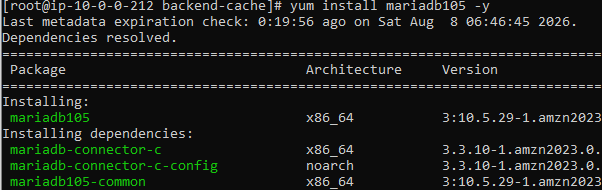 [root@ip-10-0-0-212 backend-cache]# yum install mariadb105 -y
Last metadata expiration check: 0:19:56 ago on Sat Aug  8 06:46:45 2026.
Dependencies resolved.
================================================================================
 Package                          Architecture     Version
================================================================================
Installing:
 mariadb105                       x86_64           3:10.5.29-1.amzn2023
Installing dependencies:
 mariadb-connector-c              x86_64           3.3.10-1.amzn2023.0.
 mariadb-connector-c-config       noarch           3.3.10-1.amzn2023.0.
 mariadb105-common                x86_64           3:10.5.29-1.amzn2023